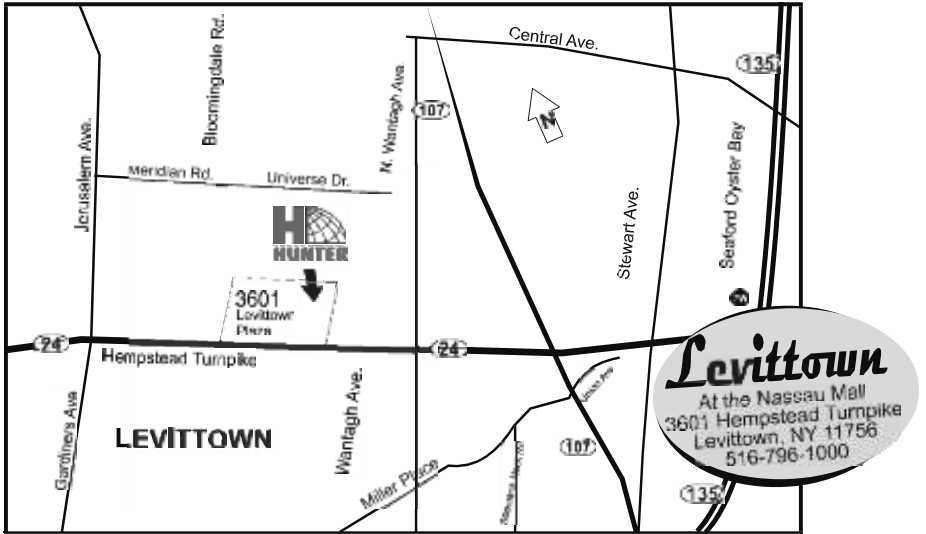 Central Ave.
135
Bloomingdale Rd.
N. Wantagh Ave.
107
N
Jerusalem Ave.
Meridian Rd.
Universe Dr.
Seaford Oyster Bay
Stewart Ave.
HUNTER
3601
Levittown
Plaza
24
24
Hempstead Turnpike
Levittown
At the Nassau Mall
3601 Hempstead Turnpike
Levittown, NY 11756
516-796-1000
Union Ave
Gardiners Ave
Wantagh Ave.
LEVITTOWN
107
Miller Place
135